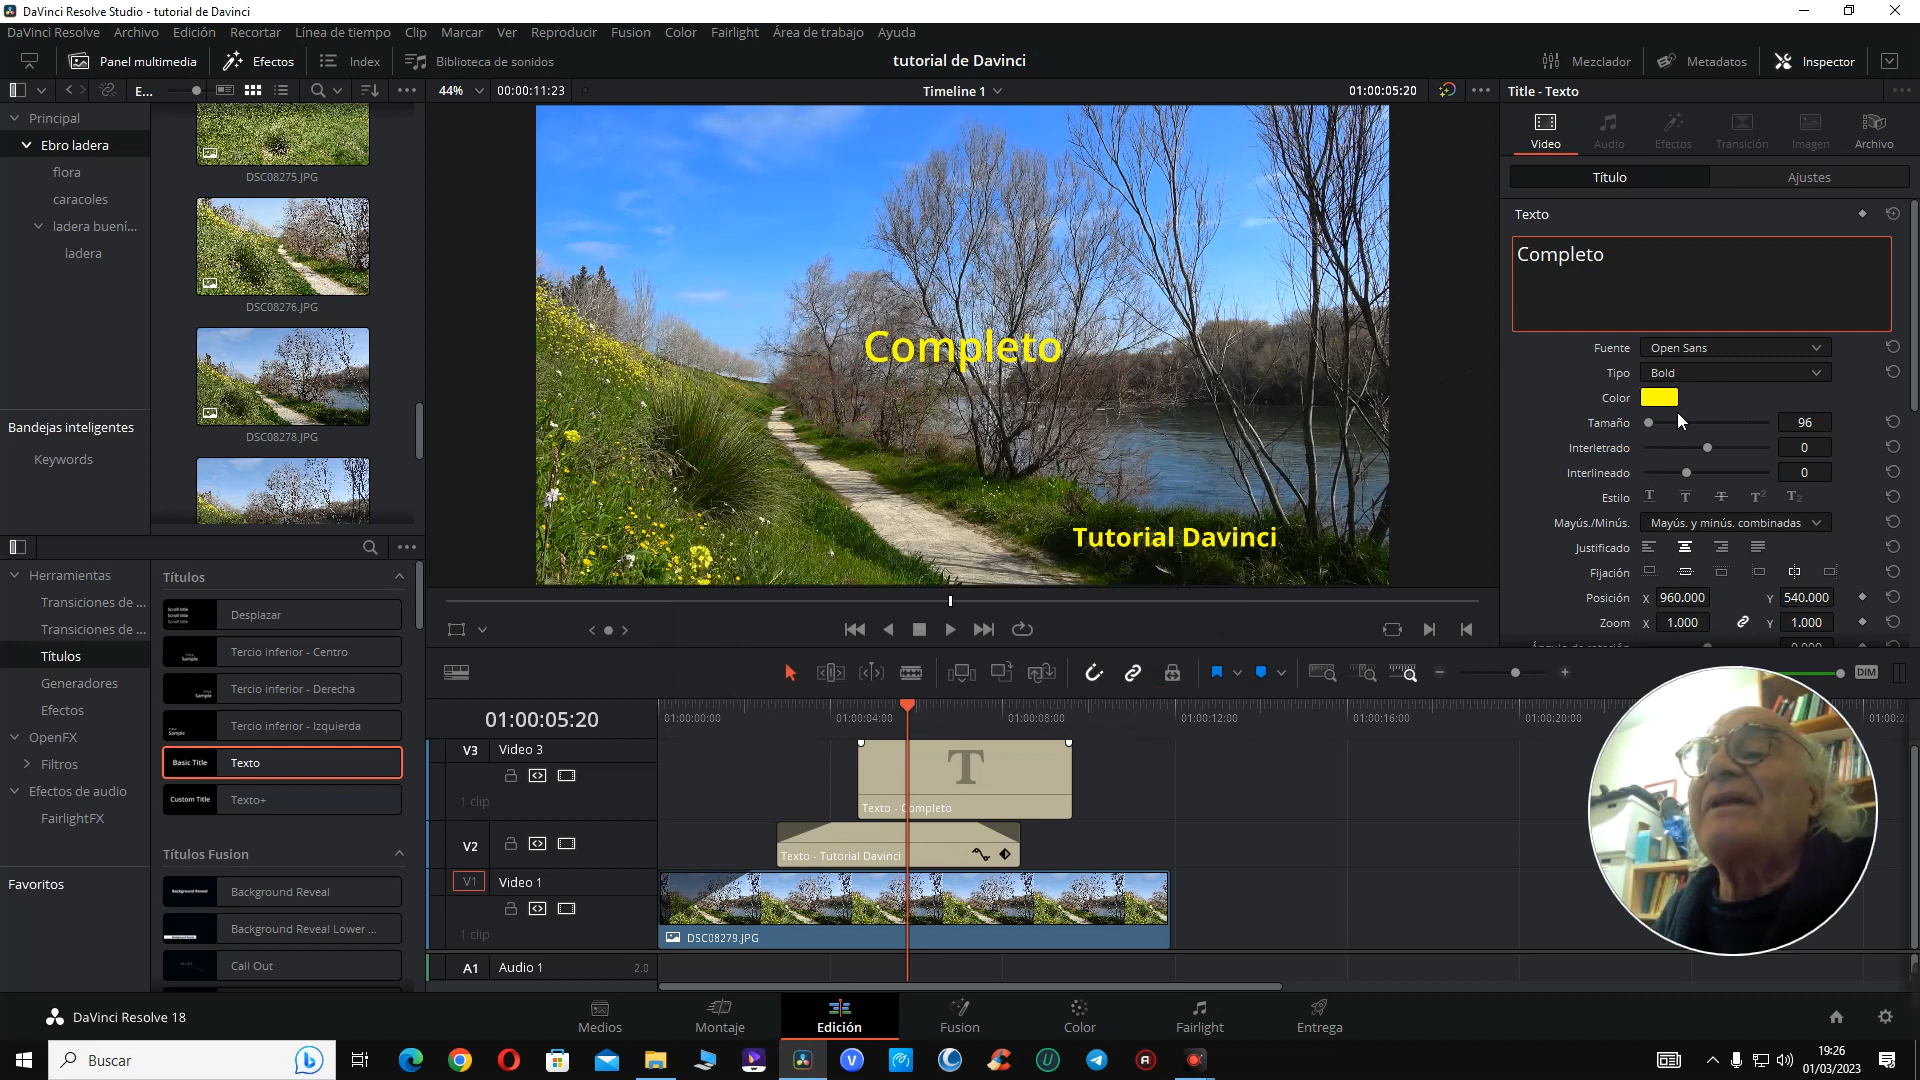 DaVinci Resolve Studio - tutorial de Davinci
DaVinci Resolve Archivo Edición Recortar Línea de tiempo Clip Marcar Ver Reproducir Fusion Color Fairlight Área de trabajo Ayuda
Panel multimedia Efectos Index Biblioteca de sonidos tutorial de Davinci Mezclador Metadatos Inspector
E... 44% 00:00:11:23 Timeline 1 01:00:05:20 Title - Texto
Principal
Ebro ladera
flora
caracoles
ladera buení...
ladera
Bandejas inteligentes
Keywords
DSC08275.JPG
DSC08276.JPG
DSC08278.JPG
Completo
Tutorial Davinci
Video Audio Efectos Transición Imagen Archivo
Título Ajustes
Texto
Completo
Fuente Open Sans
Tipo Bold
Color
Tamaño 96
Interletrado 0
Interlineado 0
Estilo T T T T² T₂
Mayús./Minús. Mayús. y minús. combinadas
Justificado
Fijación
Posición X 960.000 Y 540.000
Zoom X 1.000 Y 1.000
Herramientas
Transiciones de ...
Transiciones de ...
Títulos
Generadores
Efectos
OpenFX
Filtros
Efectos de audio
FairlightFX
Favoritos
Títulos
Desplazar
Tercio inferior - Centro
Tercio inferior - Derecha
Tercio inferior - Izquierda
Basic Title Texto
Custom Title Texto+
Títulos Fusion
Background Reveal Background Reveal
Background Reveal Lower ...
Call Out
DIM
01:00:05:20 01:00:00:00 01:00:04:00 01:00:08:00 01:00:12:00 01:00:16:00 01:00:20:00
V3 Video 3
1 clip
T
Texto - Completo
V2
Texto - Tutorial Davinci
V1 Video 1
1 clip
DSC08279.JPG
A1 Audio 1 2.0
DaVinci Resolve 18
Medios Montaje Edición Fusion Color Fairlight Entrega
Buscar
19:26
01/03/2023